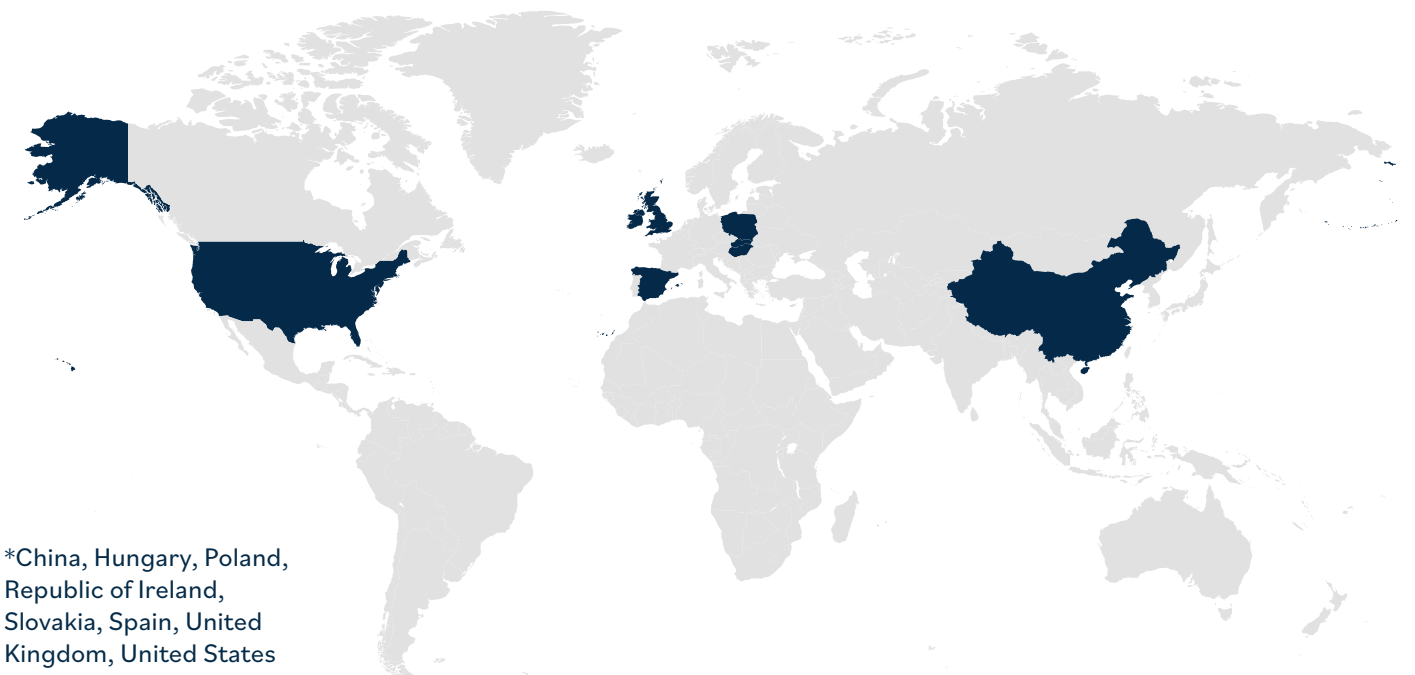 *China, Hungary, Poland,
Republic of Ireland,
Slovakia, Spain, United
Kingdom, United States